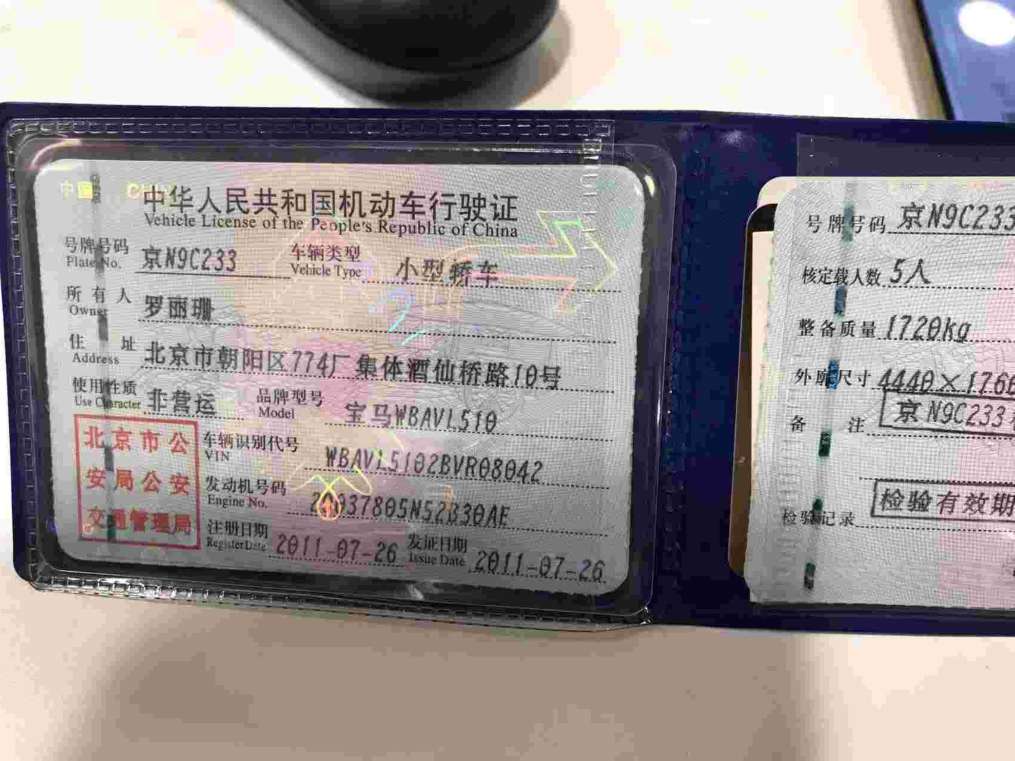 中华人民共和国机动车行驶证
Vehicle License of the People's Republic of China
号牌号码 京N9C233 车辆类型 小型轿车
Plate No. Vehicle Type
所有人 罗丽珊
Owner
住址 北京市朝阳区774厂集体酒仙桥路10号
Address
使用性质 非营运 品牌型号 宝马WBAVL510
Use Character Model
北京市公
安局公安
交通管理局
车辆识别代号 WBAVL5102BVR08042
VIN
发动机号码 20037805N52B30AE
Engine No.
注册日期 2011-07-26 发证日期 2011-07-26
Register Date Issue Date
号牌号码 京N9C233
核定载人数 5人
整备质量 1720kg
外廓尺寸 4440×1766
备注 京N9C233
检验记录 检验有效期